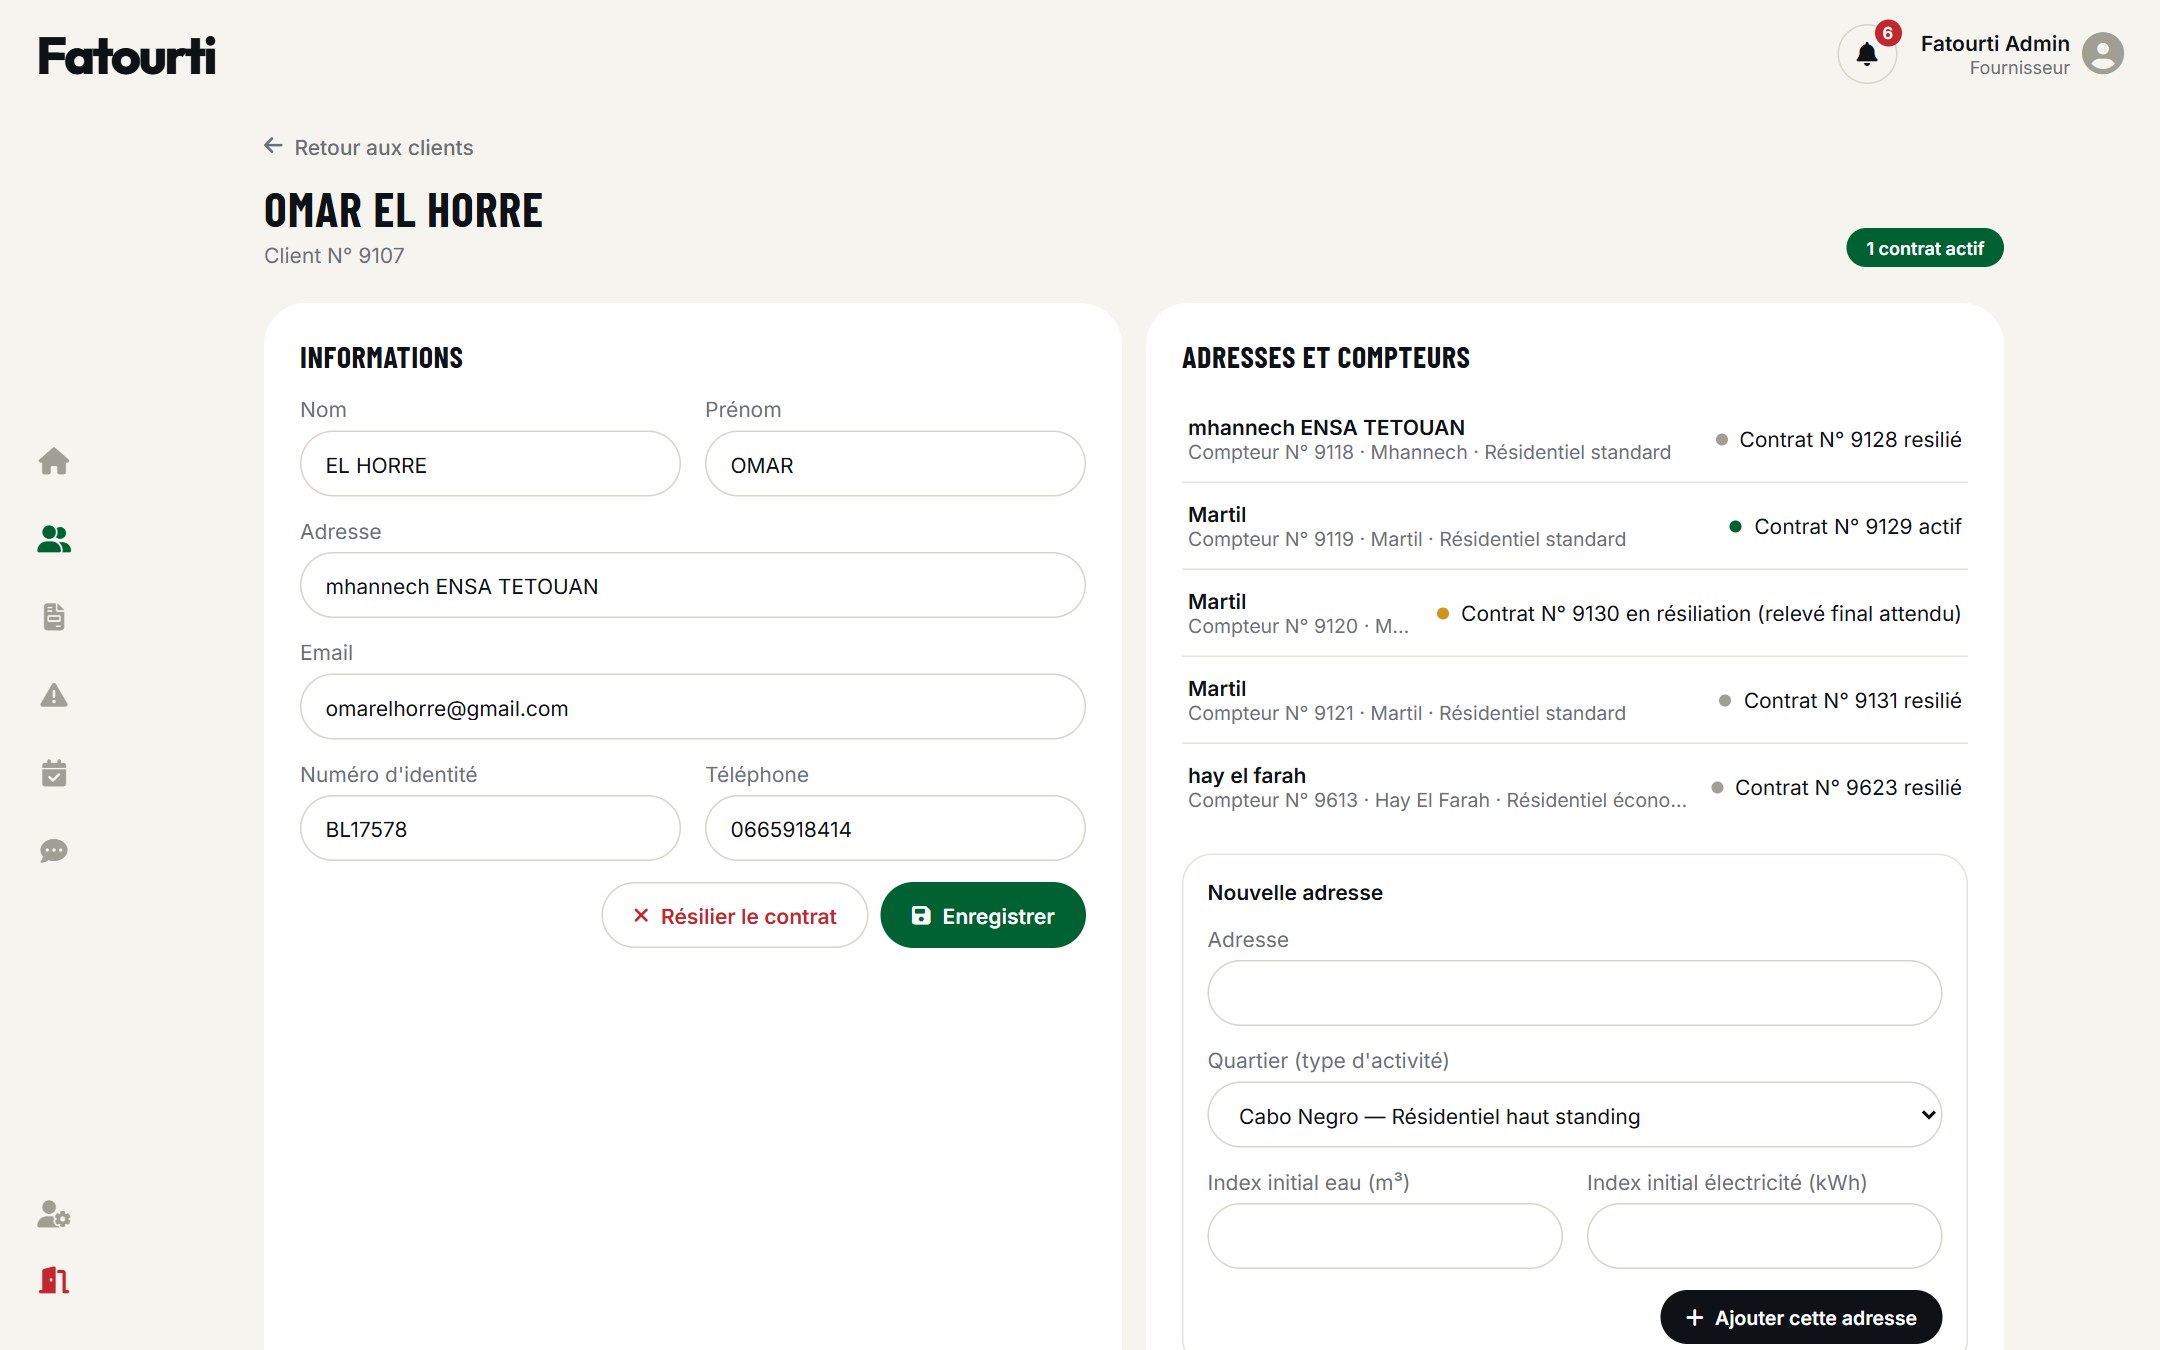 Fatourti
6
Fatourti Admin
Fournisseur
Retour aux clients
OMAR EL HORRE
Client N° 9107
1 contrat actif
INFORMATIONS
Nom
Prénom
EL HORRE
OMAR
Adresse
mhannech ENSA TETOUAN
Email
omarelhorre@gmail.com
Numéro d'identité
Téléphone
BL17578
0665918414
Résilier le contrat
Enregistrer
ADRESSES ET COMPTEURS
mhannech ENSA TETOUAN
Compteur N° 9118 · Mhannech · Résidentiel standard
Contrat N° 9128 resilié
Martil
Compteur N° 9119 · Martil · Résidentiel standard
Contrat N° 9129 actif
Martil
Compteur N° 9120 · M...
Contrat N° 9130 en résiliation (relevé final attendu)
Martil
Compteur N° 9121 · Martil · Résidentiel standard
Contrat N° 9131 resilié
hay el farah
Compteur N° 9613 · Hay El Farah · Résidentiel écono...
Contrat N° 9623 resilié
Nouvelle adresse
Adresse
Quartier (type d'activité)
Cabo Negro — Résidentiel haut standing
Index initial eau (m³)
Index initial électricité (kWh)
Ajouter cette adresse